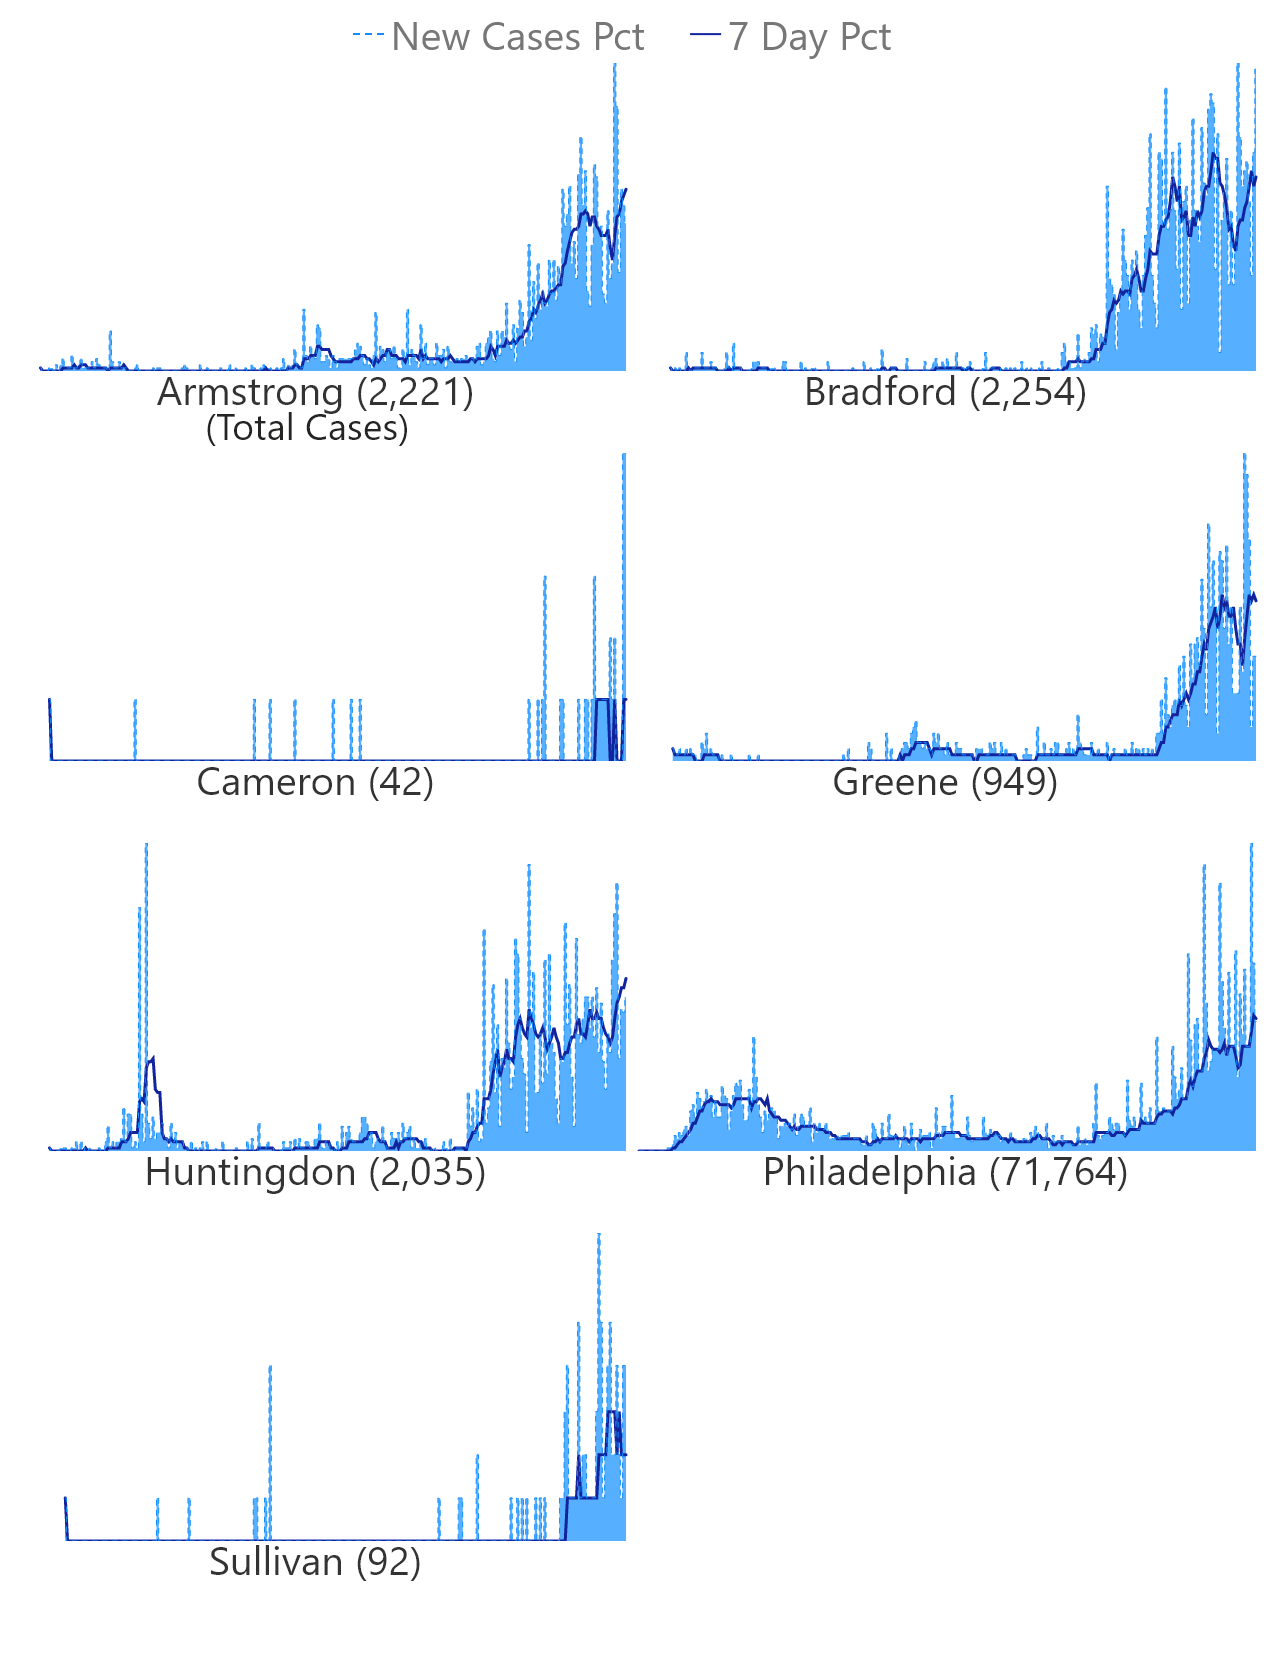 New Cases Pct 7 Day Pct
Armstrong (2,221)
(Total Cases)
Bradford (2,254)
Cameron (42)
Greene (949)
Huntingdon (2,035)
Philadelphia (71,764)
Sullivan (92)